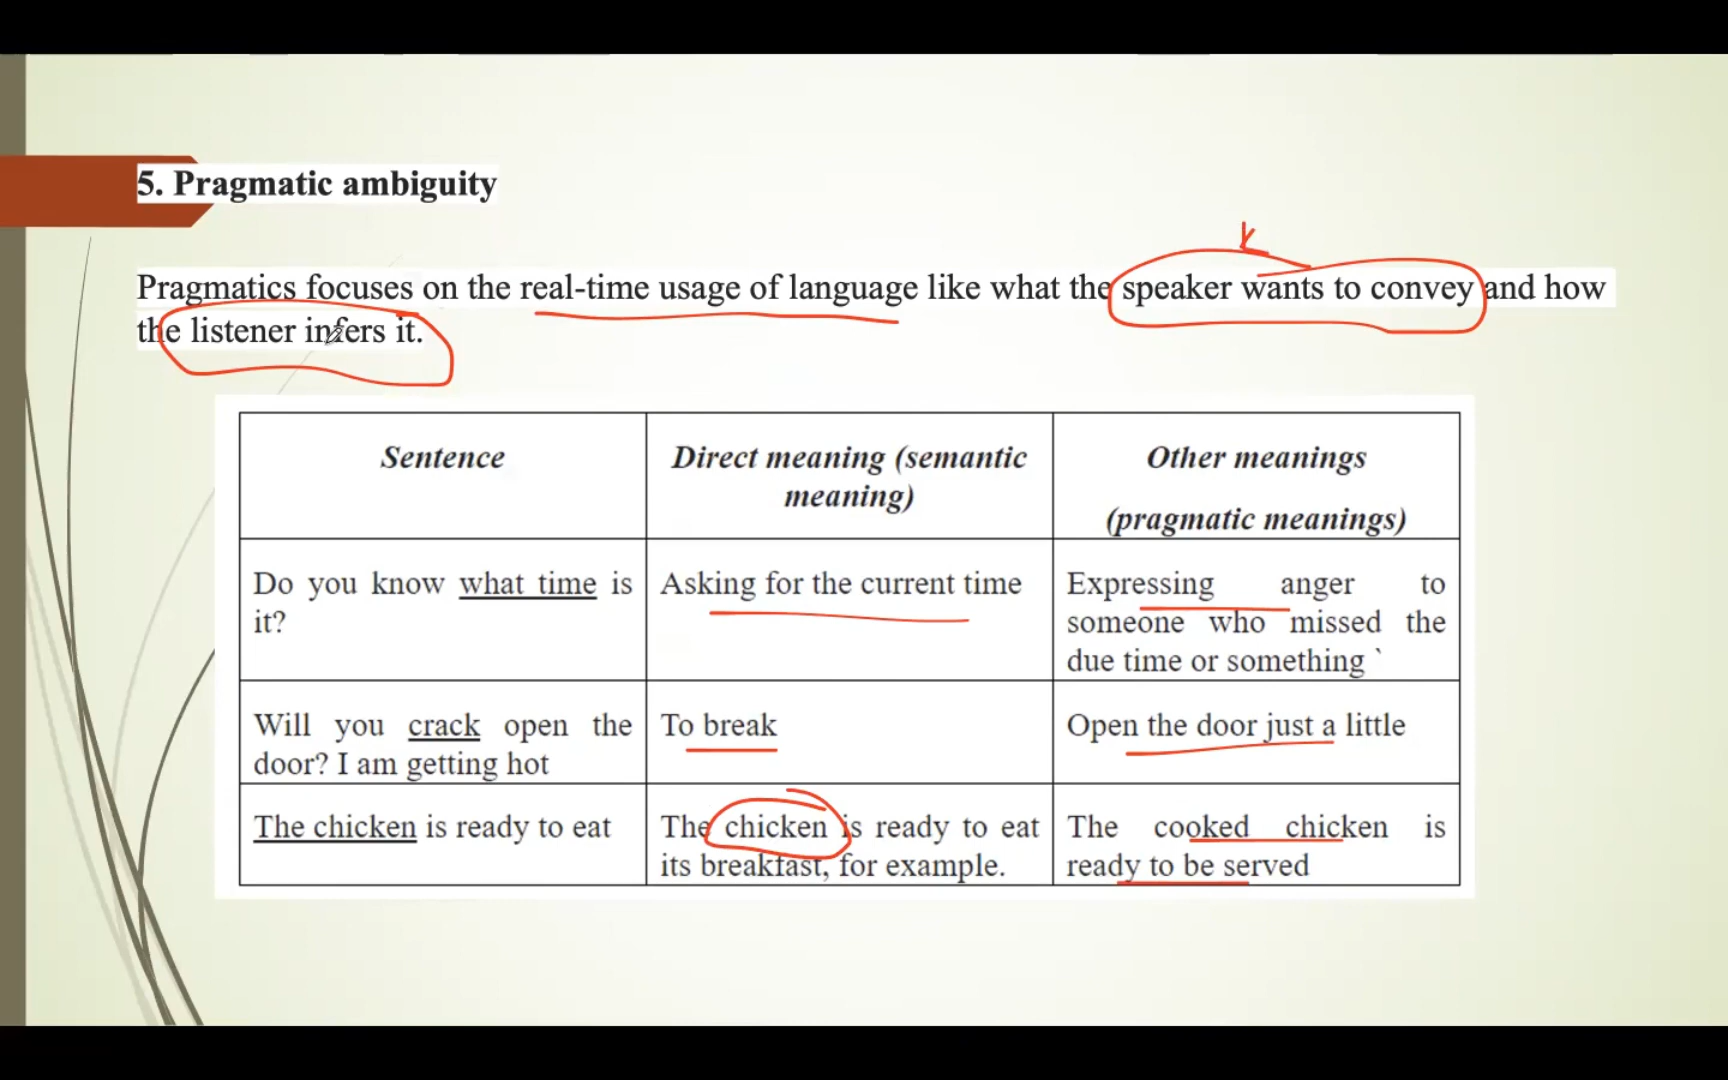 5. Pragmatic ambiguity
Pragmatics focuses on the real-time usage of language like what the speaker wants to convey and how
the listener infers it.
Sentence
Direct meaning (semantic
meaning)
Other meanings
(pragmatic meanings)
Do you know what time is
it?
Asking for the current time
Expressing anger to
someone who missed the
due time or something `
Will you crack open the
door? I am getting hot
To break
Open the door just a little
The chicken is ready to eat
The chicken is ready to eat
its breakfast, for example.
The cooked chicken is
ready to be served